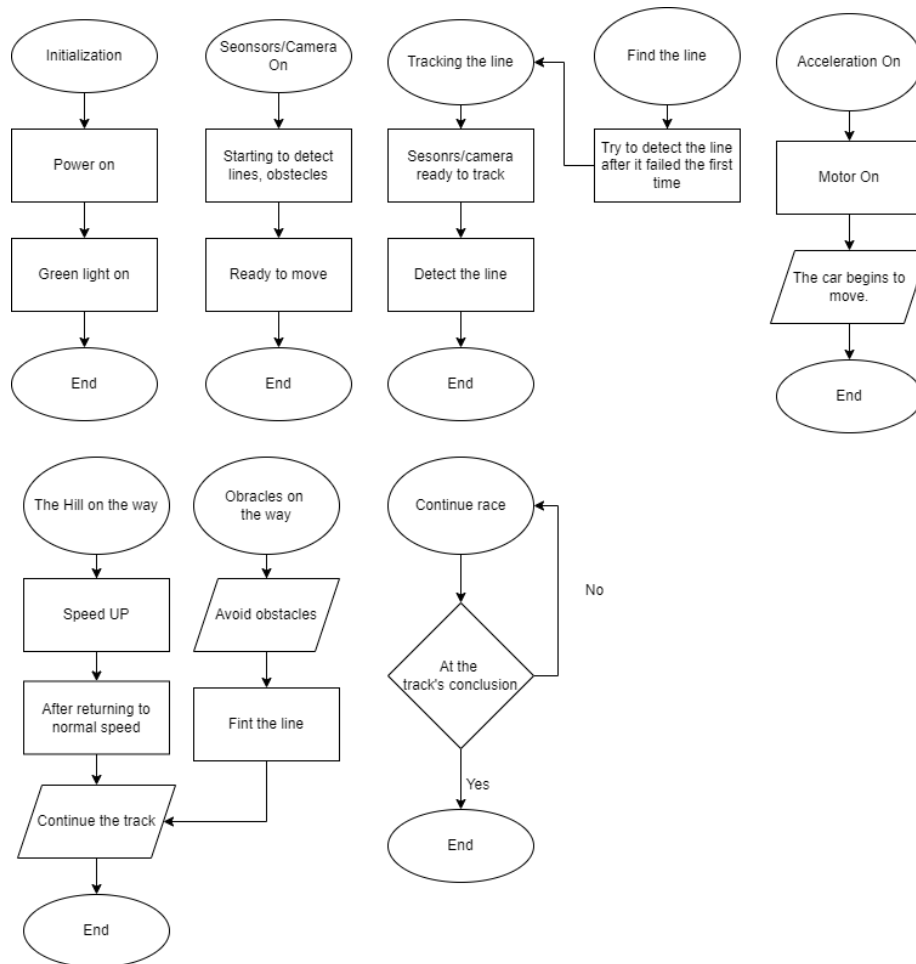 Initialization
Power on
Green light on
End
Seonsors/Camera
On
Starting to detect
lines, obstecles
Ready to move
End
Tracking the line
Sesonrs/camera
ready to track
Detect the line
End
Find the line
Try to detect the line
after it failed the first
time
Acceleration On
Motor On
The car begins to
move.
End
The Hill on the way
Speed UP
After returning to
normal speed
Continue the track
End
Obracles on
the way
Avoid obstacles
Fint the line
Continue race
At the
track's conclusion
No
Yes
End